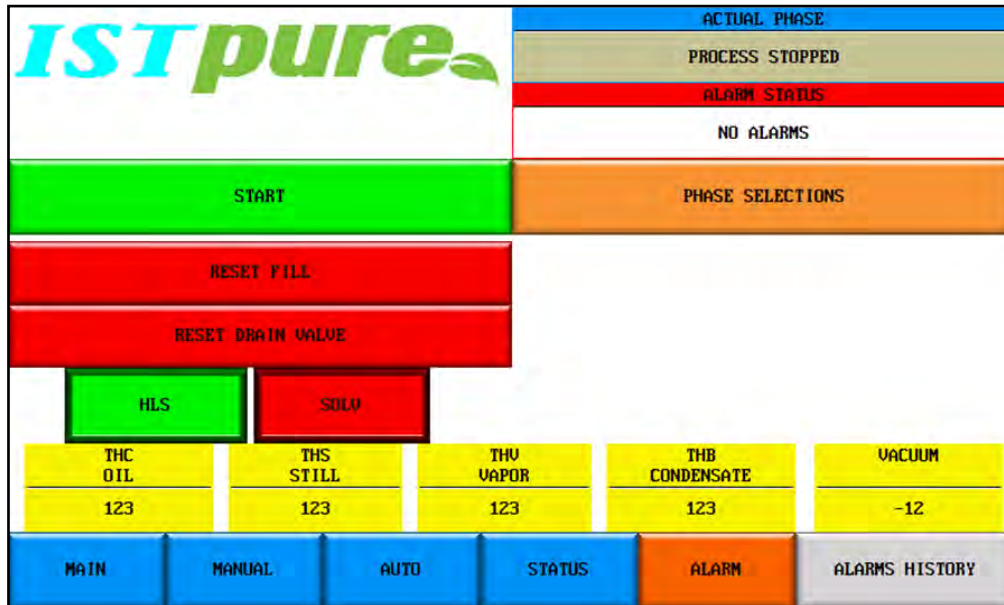 ISTpure
ACTUAL PHASE
PROCESS STOPPED
ALARM STATUS
NO ALARMS
START
PHASE SELECTIONS
RESET FILL
RESET DRAIN VALVE
HLS
SOLV
THC
OIL
THS
STILL
THV
VAPOR
THB
CONDENSATE
VACUUM
123
123
123
123
-12
MAIN
MANUAL
AUTO
STATUS
ALARM
ALARMS HISTORY